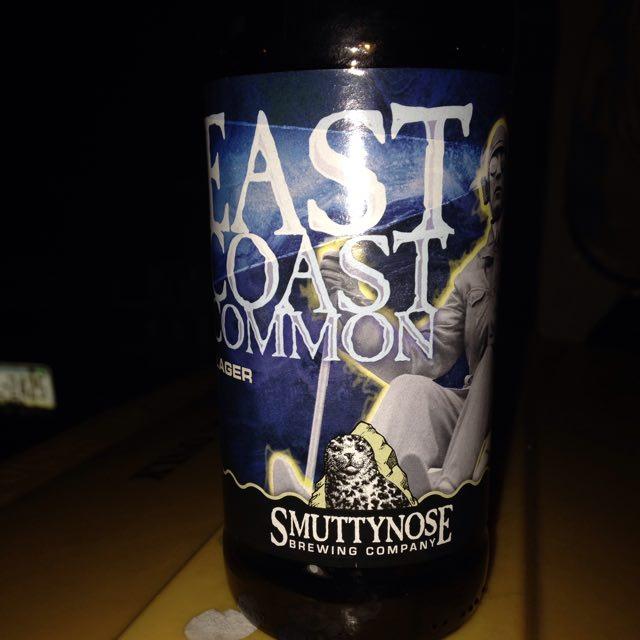 EAST
COAST
COMMON
LAGER
SMUTTYNOSE
BREWING COMPANY